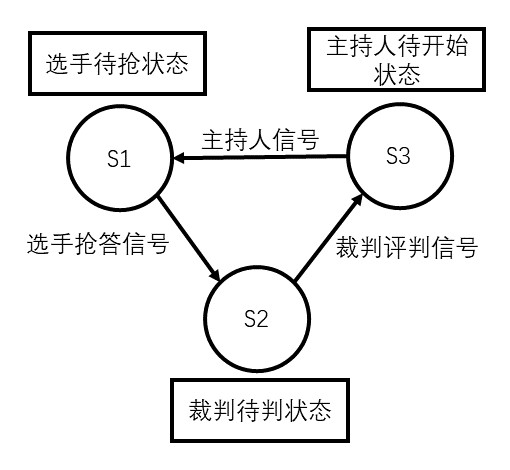 选手待抢状态
主持人待开始
状态
主持人信号
S1
S3
选手抢答信号
裁判评判信号
S2
裁判待判状态